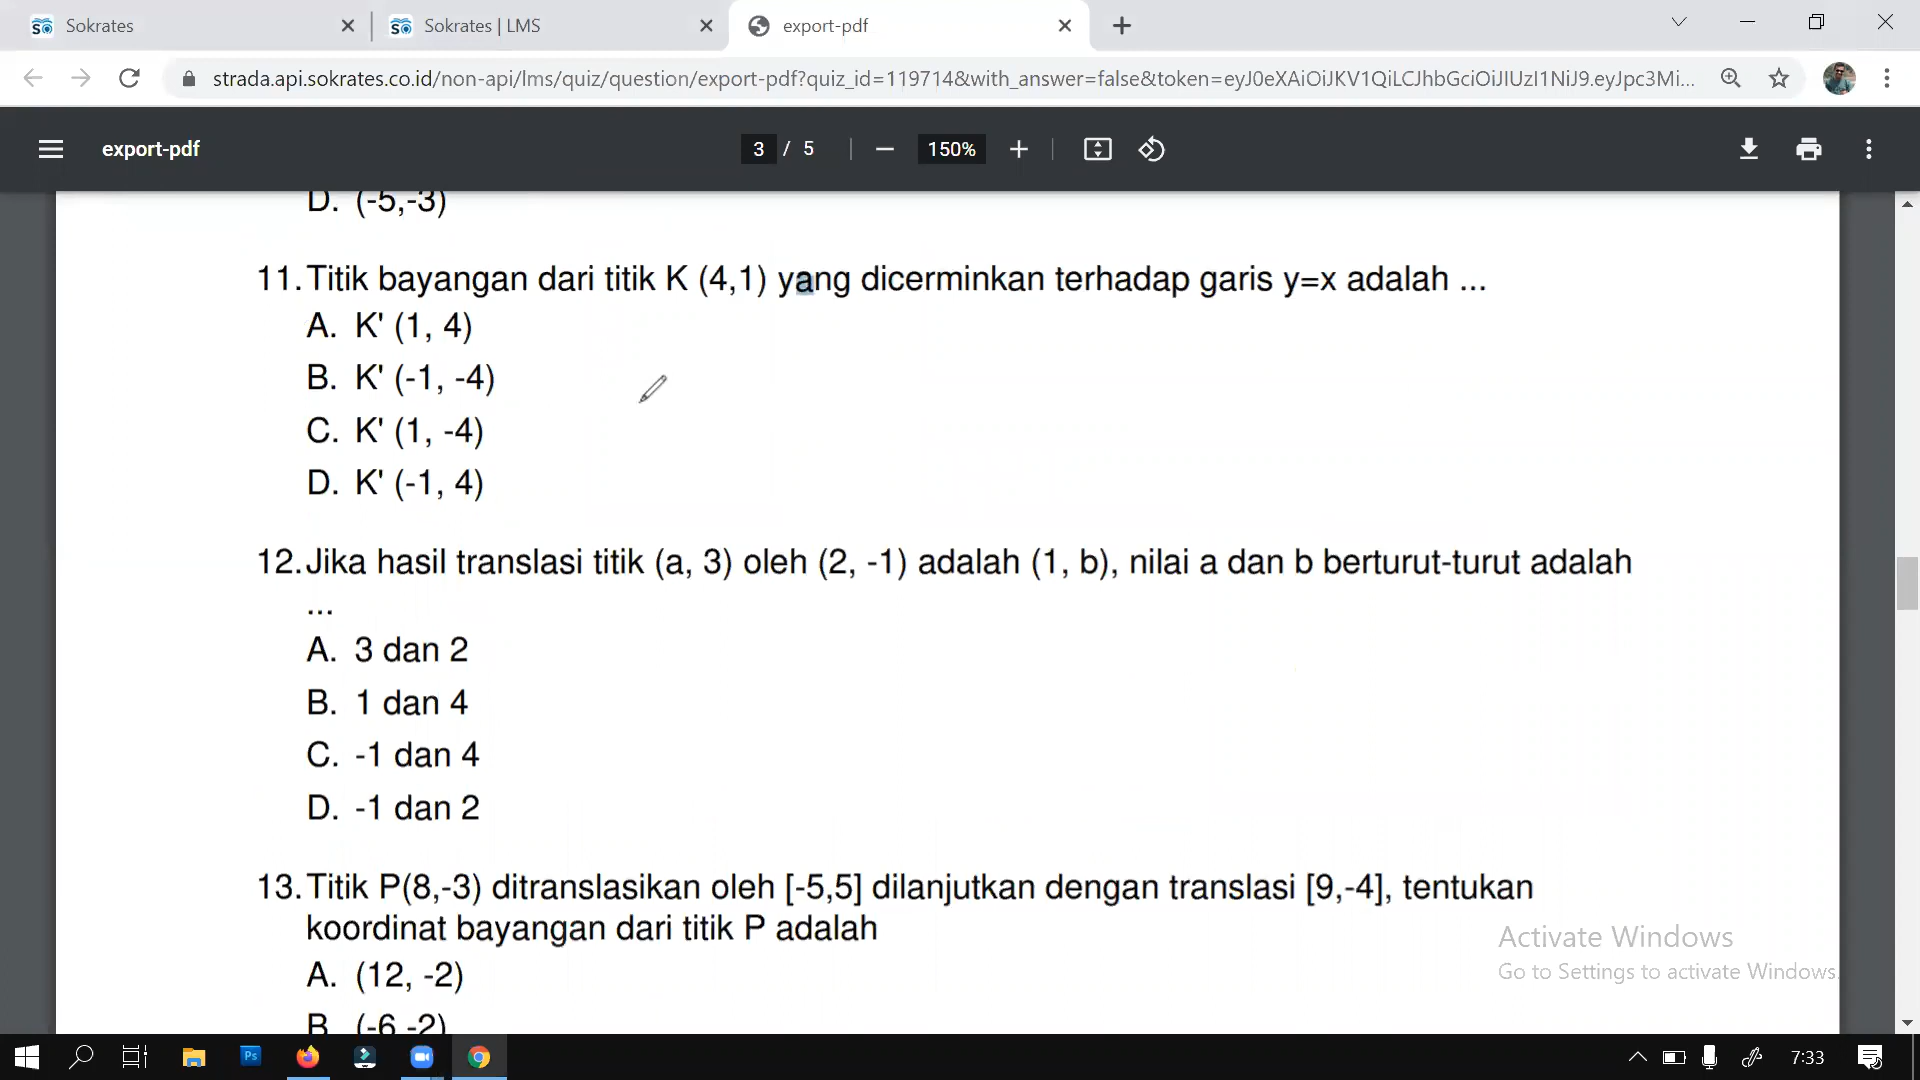 Sokrates
Sokrates | LMS
export-pdf
strada.api.sokrates.co.id/non-api/lms/quiz/question/export-pdf?quiz_id=119714&with_answer=false&token=eyJ0eXAiOiJKV1QiLCJhbGciOiJIUzI1NiJ9.eyJpc3Mi...
export-pdf
3 / 5
150%
D. (-5,-3)
11. Titik bayangan dari titik K (4,1) yang dicerminkan terhadap garis y=x adalah ...
A. K' (1, 4)
B. K' (-1, -4)
C. K' (1, -4)
D. K' (-1, 4)
12. Jika hasil translasi titik (a, 3) oleh (2, -1) adalah (1, b), nilai a dan b berturut-turut adalah
...
A. 3 dan 2
B. 1 dan 4
C. -1 dan 4
D. -1 dan 2
13. Titik P(8,-3) ditranslasikan oleh [-5,5] dilanjutkan dengan translasi [9,-4], tentukan
koordinat bayangan dari titik P adalah
A. (12, -2)
B. (-6,-2)
Activate Windows
Go to Settings to activate Windows.
Ps
7:33